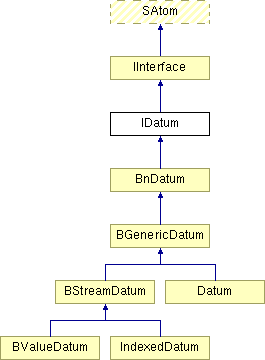 SAtom
IInterface
IDatum
BnDatum
BGenericDatum
BStreamDatum
Datum
BValueDatum
IndexedDatum